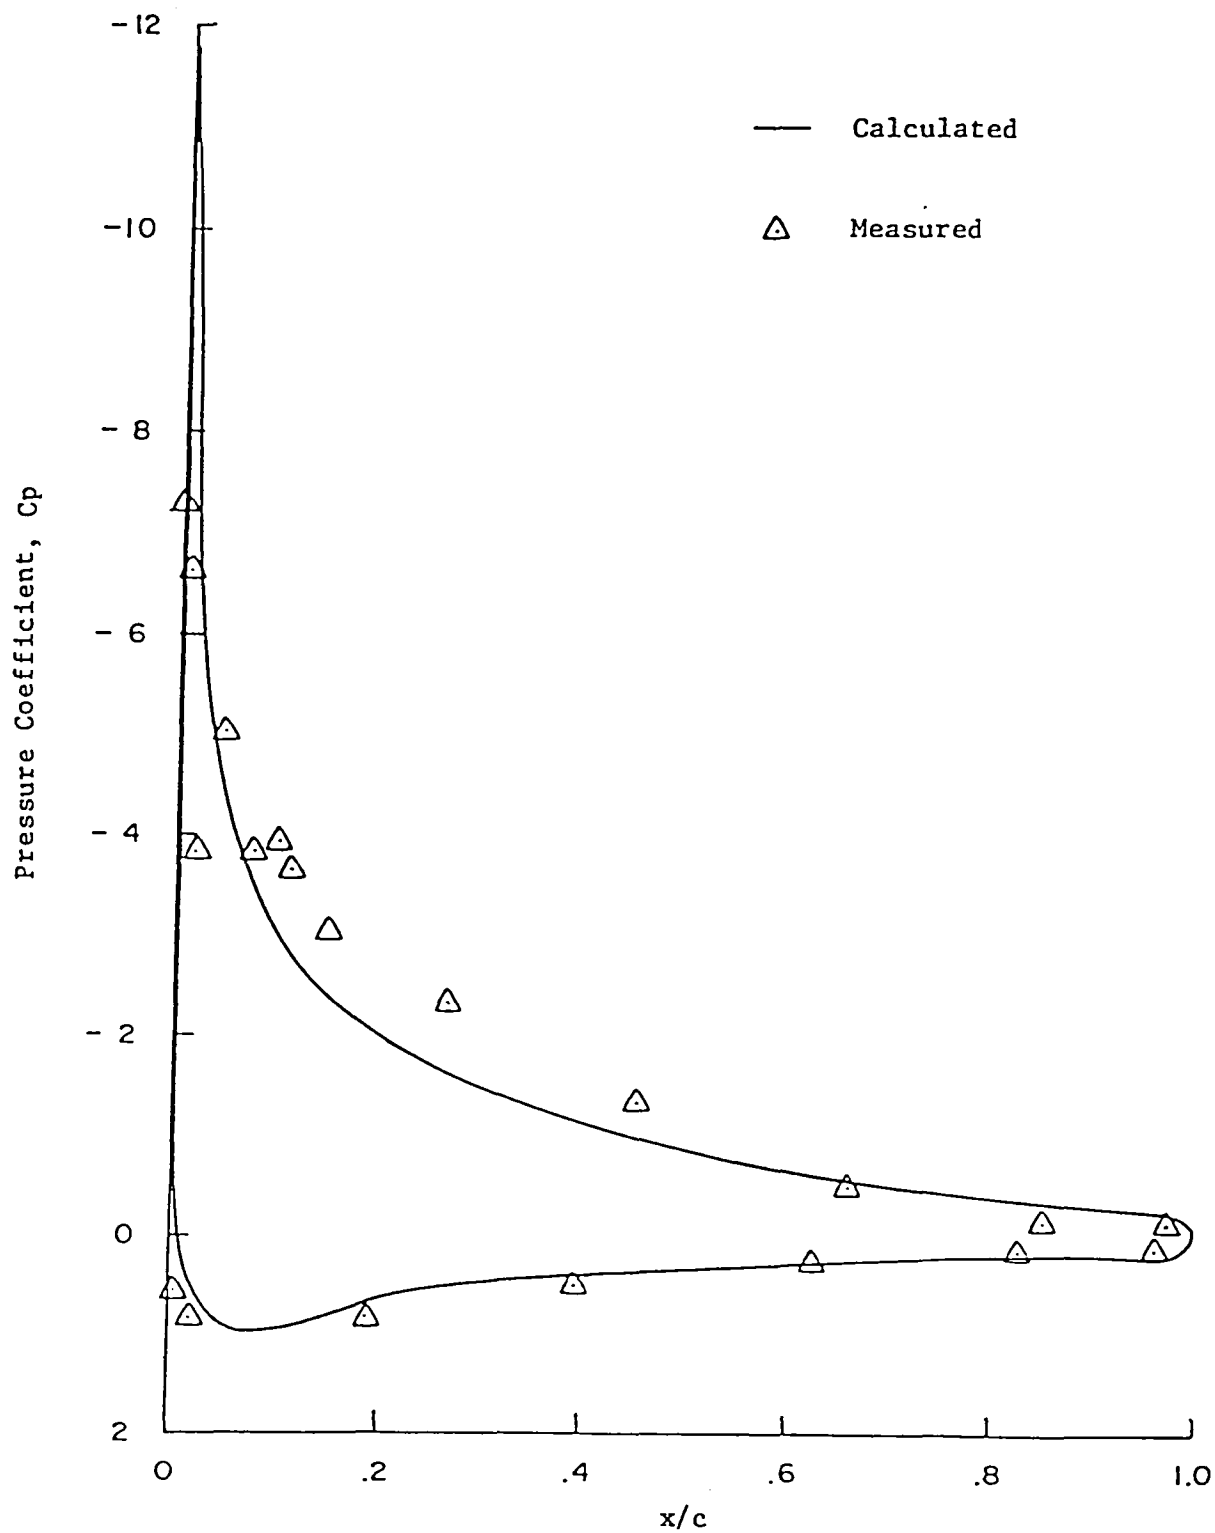 -12
Calculated
-10
Measured
- 8
Pressure Coefficient, Cp
- 6
- 4
- 2
0
2
0 .2 .4 .6 .8 1.0
x/c